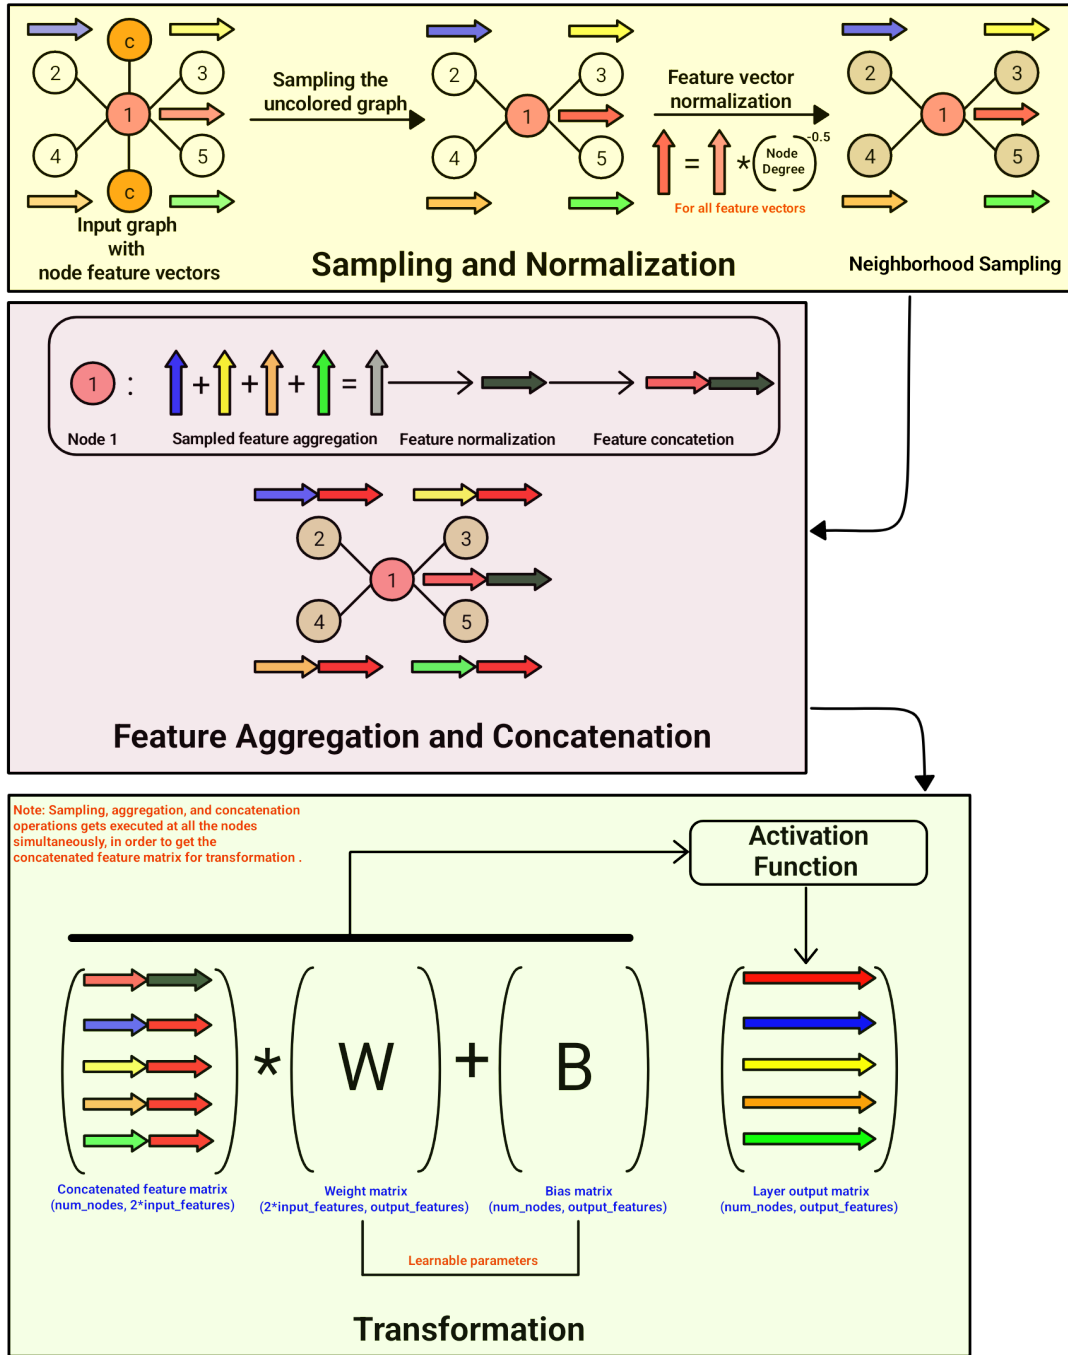 c
2
3
1
4
5
c
Input graph
with
node feature vectors
Sampling the
uncolored graph
2
3
1
4
5
Feature vector
normalization
= * ( Node Degree ) -0.5
For all feature vectors
2
3
1
4
5
Sampling and Normalization
Neighborhood Sampling
1 : + + + =
Node 1
Sampled feature aggregation
Feature normalization
Feature concatetion
2
3
1
4
5
Feature Aggregation and Concatenation
Note: Sampling, aggregation, and concatenation
operations gets executed at all the nodes
simultaneously, in order to get the
concatenated feature matrix for transformation .
Activation
Function
* W + B
Concatenated feature matrix
(num_nodes, 2*input_features)
Weight matrix
(2*input_features, output_features)
Bias matrix
(num_nodes, output_features)
Layer output matrix
(num_nodes, output_features)
Learnable parameters
Transformation